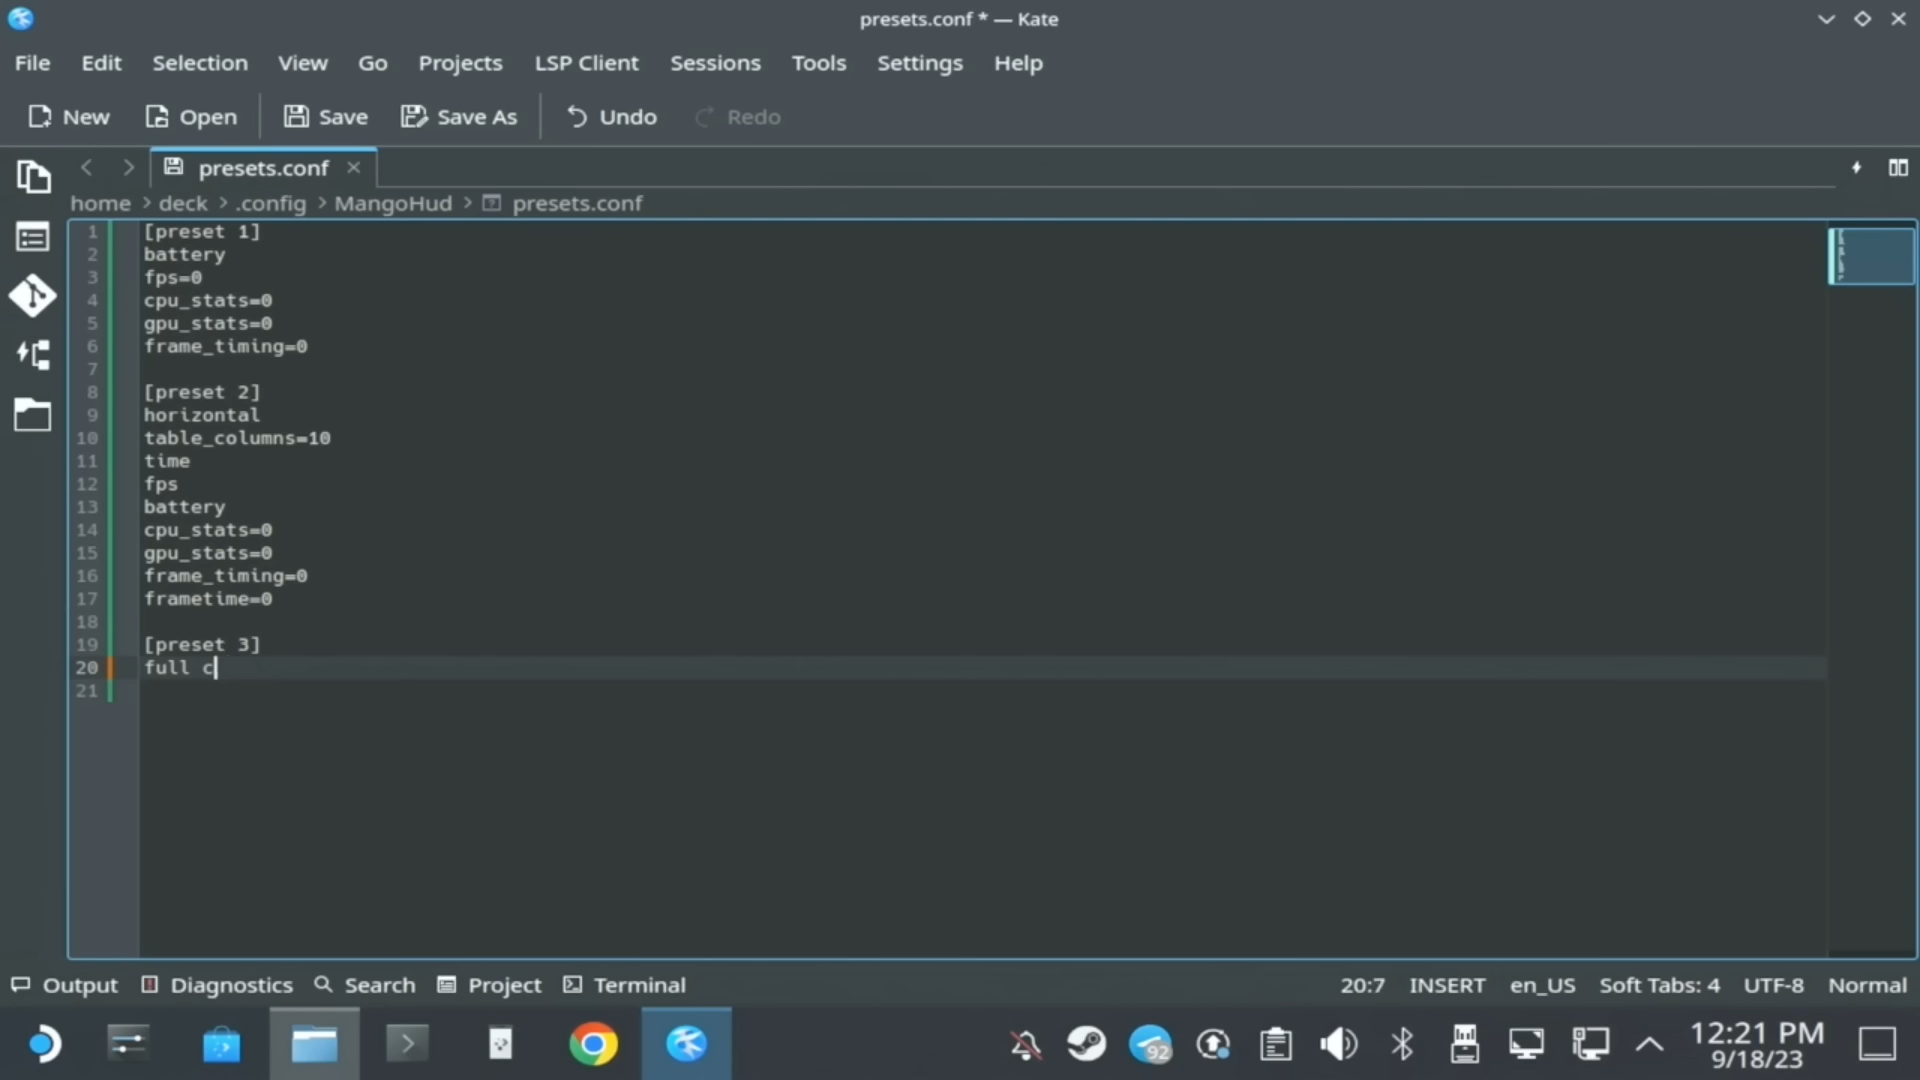 presets.conf * — Kate
File Edit Selection View Go Projects LSP Client Sessions Tools Settings Help
New Open Save Save As Undo Redo
presets.conf
home > deck > .config > MangoHud > presets.conf
1 [preset 1]
2 battery
3 fps=0
4 cpu_stats=0
5 gpu_stats=0
6 frame_timing=0
7
8 [preset 2]
9 horizontal
10 table_columns=10
11 time
12 fps
13 battery
14 cpu_stats=0
15 gpu_stats=0
16 frame_timing=0
17 frametime=0
18
19 [preset 3]
20 full c
21
Output Diagnostics Search Project Terminal 20:7 INSERT en_US Soft Tabs: 4 UTF-8 Normal
92
12:21 PM
9/18/23